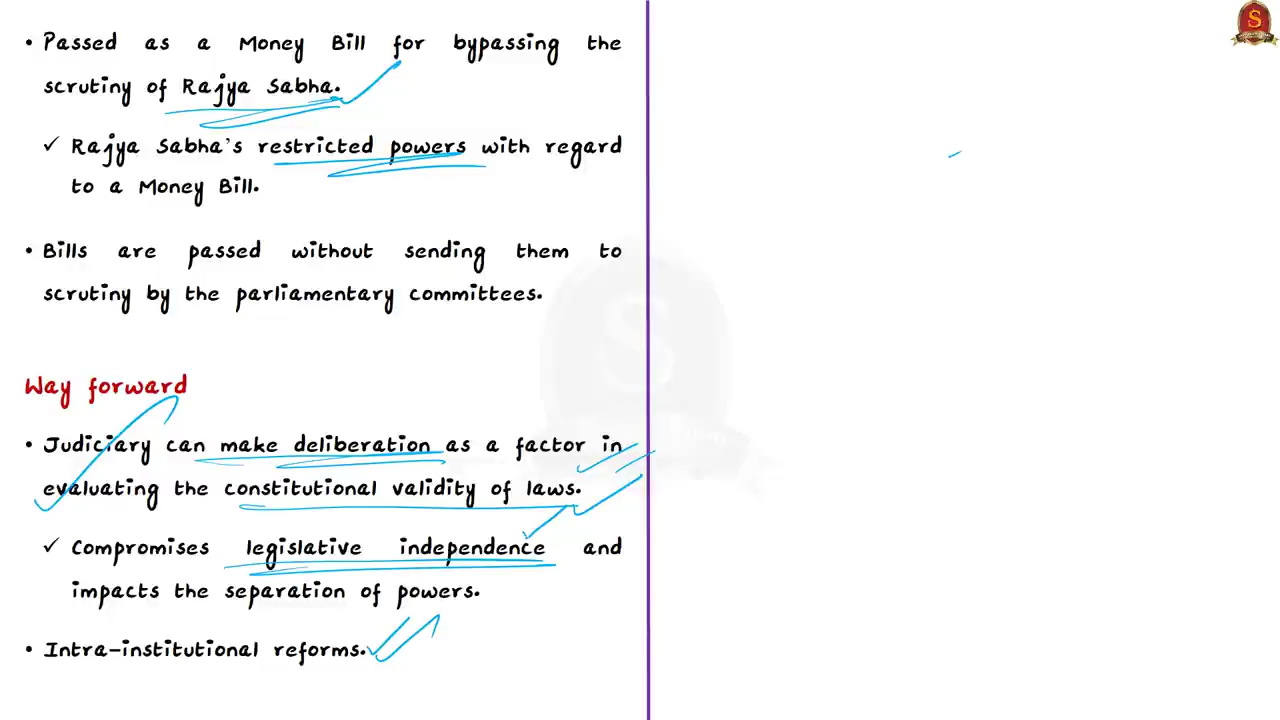 • Passed as a Money Bill for bypassing the
scrutiny of Rajya Sabha.
✓ Rajya Sabha's restricted powers with regard
to a Money Bill.
• Bills are passed without sending them to
scrutiny by the parliamentary committees.
Way forward
• Judiciary can make deliberation as a factor in
evaluating the constitutional validity of laws.
✓ Compromises legislative independence and
impacts the separation of powers.
• Intra-institutional reforms.
S